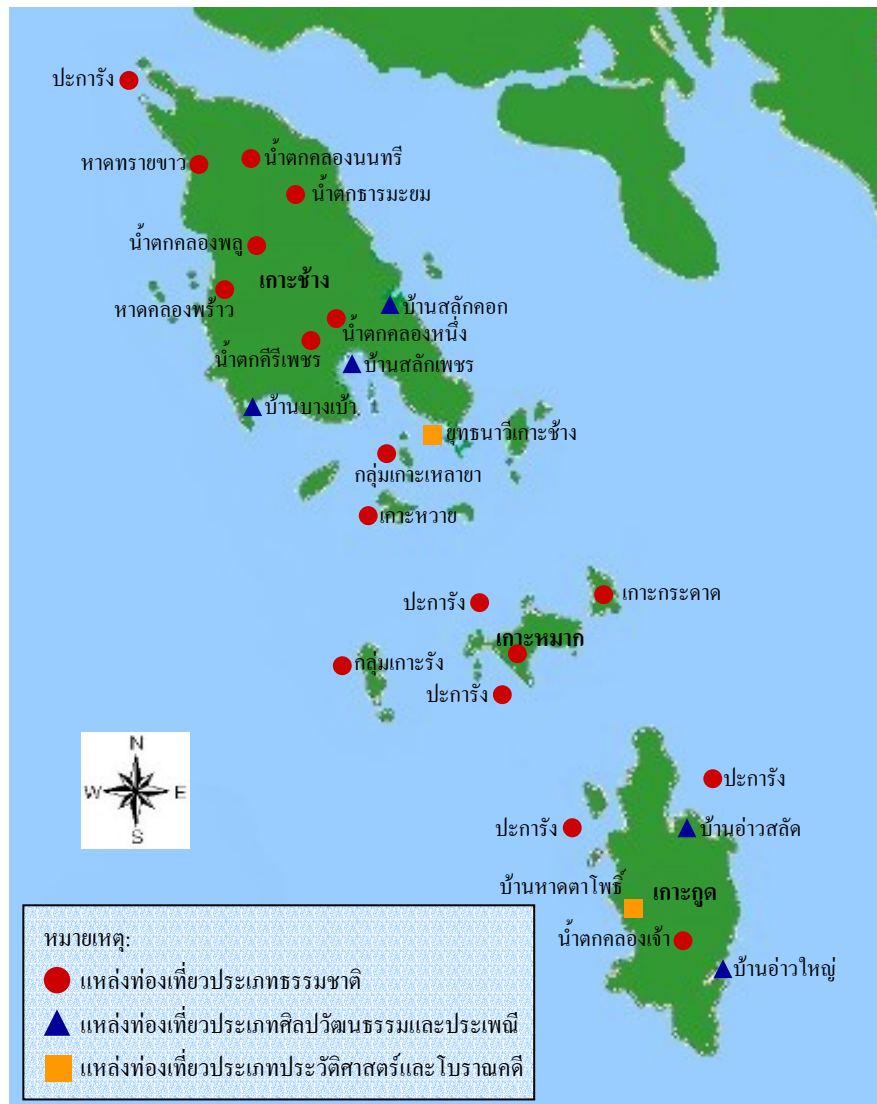 ปะการัง
หาดทรายขาว
น้ำตกคลองนนทรี
น้ำตกธารมะยม
น้ำตกคลองพลู
เกาะช้าง
หาดคลองพร้าว
บ้านสลักคอก
น้ำตกคลองหนึ่ง
น้ำตกคีรีเพชร
บ้านสลักเพชร
บ้านบางเบ้า
ยุทธนาวีเกาะช้าง
กลุ่มเกาะเหลายา
เกาะหวาย
ปะการัง
เกาะกระดาด
เกาะหมาก
กลุ่มเกาะรัง
ปะการัง
N
W E
S
ปะการัง
ปะการัง
บ้านอ่าวสลัด
บ้านหาดตาโพธิ์
เกาะกูด
น้ำตกคลองเจ้า
บ้านอ่าวใหญ่
หมายเหตุ:
แหล่งท่องเที่ยวประเภทธรรมชาติ
แหล่งท่องเที่ยวประเภทศิลปวัฒนธรรมและประเพณี
แหล่งท่องเที่ยวประเภทประวัติศาสตร์และโบราณคดี